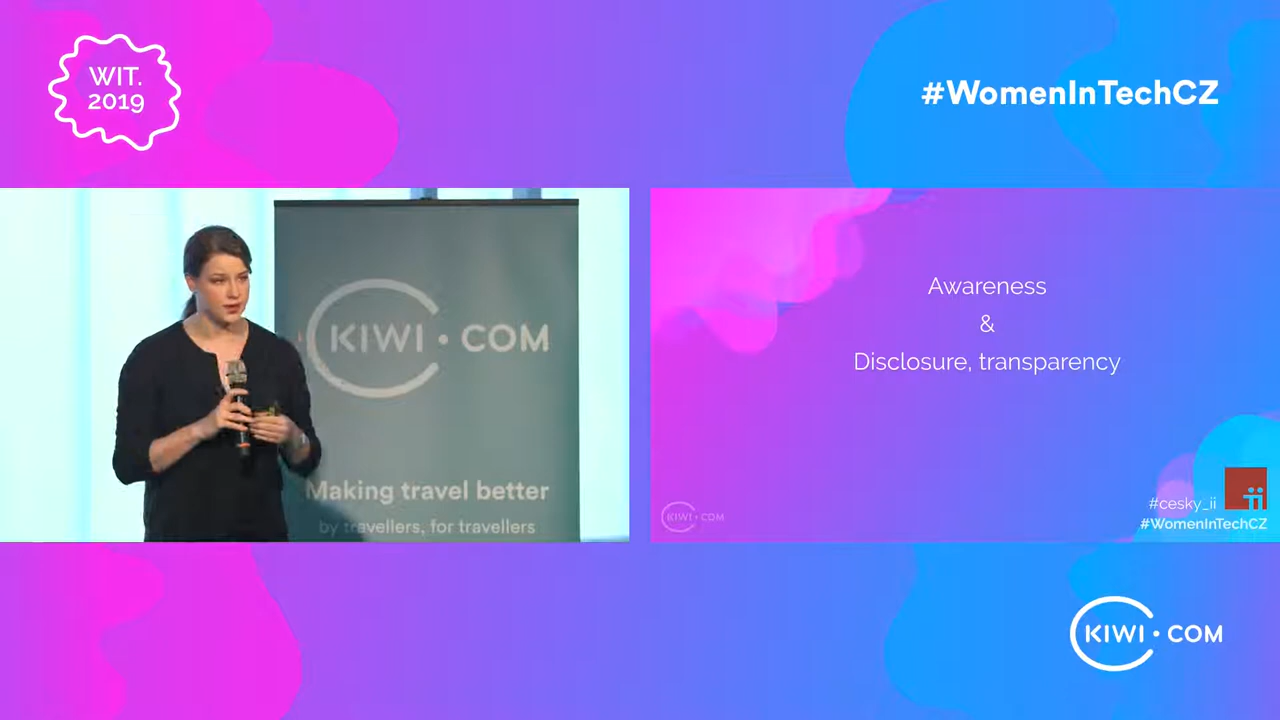 WIT.
2019
#WomenInTechCZ
KIWI.COM
Making travel better
by travellers, for travellers
Awareness
&
Disclosure, transparency
KIWI.COM
#cesky_ii
ii
#WomenInTechCZ
KIWI.COM